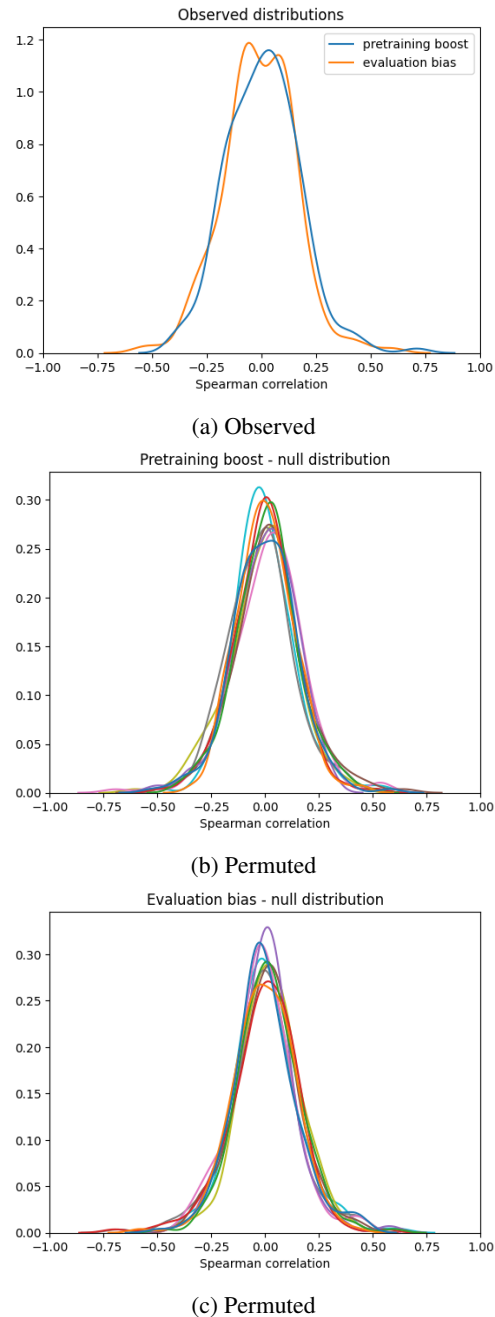 Observed distributions
pretraining boost
evaluation bias
1.2
1.0
0.8
0.6
0.4
0.2
0.0
−1.00 −0.75 −0.50 −0.25 0.00 0.25 0.50 0.75 1.00
Spearman correlation
(a) Observed
Pretraining boost - null distribution
0.30
0.25
0.20
0.15
0.10
0.05
0.00
−1.00 −0.75 −0.50 −0.25 0.00 0.25 0.50 0.75 1.00
Spearman correlation
(b) Permuted
Evaluation bias - null distribution
0.30
0.25
0.20
0.15
0.10
0.05
0.00
−1.00 −0.75 −0.50 −0.25 0.00 0.25 0.50 0.75 1.00
Spearman correlation
(c) Permuted